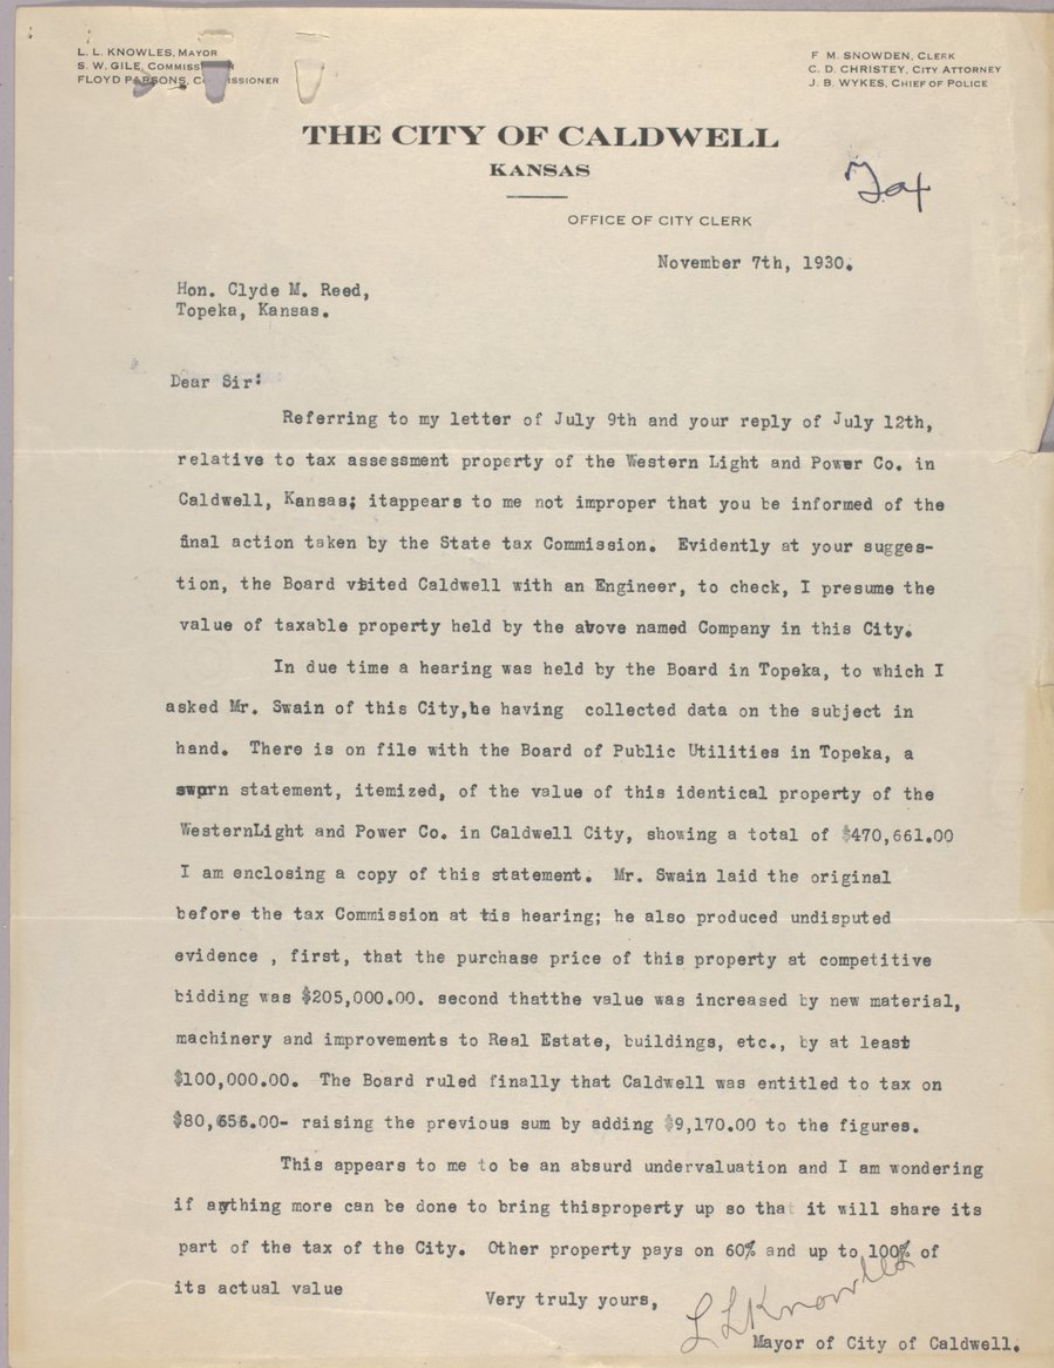 L. L. KNOWLES, MAYOR
S. W. GILE, COMMISS
FLOYD PARSONS, C ISSIONER
F M. SNOWDEN, CLERK
C. D. CHRISTEY, CITY ATTORNEY
J. B. WYKES, CHIEF OF POLICE
THE CITY OF CALDWELL
KANSAS
Tax
OFFICE OF CITY CLERK
November 7th, 1930.
Hon. Clyde M. Reed,
Topeka, Kansas.
Dear Sir:
Referring to my letter of July 9th and your reply of July 12th,
relative to tax assessment property of the Western Light and Power Co. in
Caldwell, Kansas; itappears to me not improper that you be informed of the
final action taken by the State tax Commission. Evidently at your sugges-
tion, the Board visited Caldwell with an Engineer, to check, I presume the
value of taxable property held by the above named Company in this City.
In due time a hearing was held by the Board in Topeka, to which I
asked Mr. Swain of this City,he having collected data on the subject in
hand. There is on file with the Board of Public Utilities in Topeka, a
sworn statement, itemized, of the value of this identical property of the
WesternLight and Power Co. in Caldwell City, showing a total of $470,661.00
I am enclosing a copy of this statement. Mr. Swain laid the original
before the tax Commission at tis hearing; he also produced undisputed
evidence , first, that the purchase price of this property at competitive
bidding was $205,000.00. second thatthe value was increased by new material,
machinery and improvements to Real Estate, buildings, etc., by at least
$100,000.00. The Board ruled finally that Caldwell was entitled to tax on
$80,656.00- raising the previous sum by adding $9,170.00 to the figures.
This appears to me to be an absurd undervaluation and I am wondering
if anything more can be done to bring thisproperty up so that it will share its
part of the tax of the City. Other property pays on 60% and up to 100% of
its actual value
Very truly yours,
L L Knowles
Mayor of City of Caldwell.